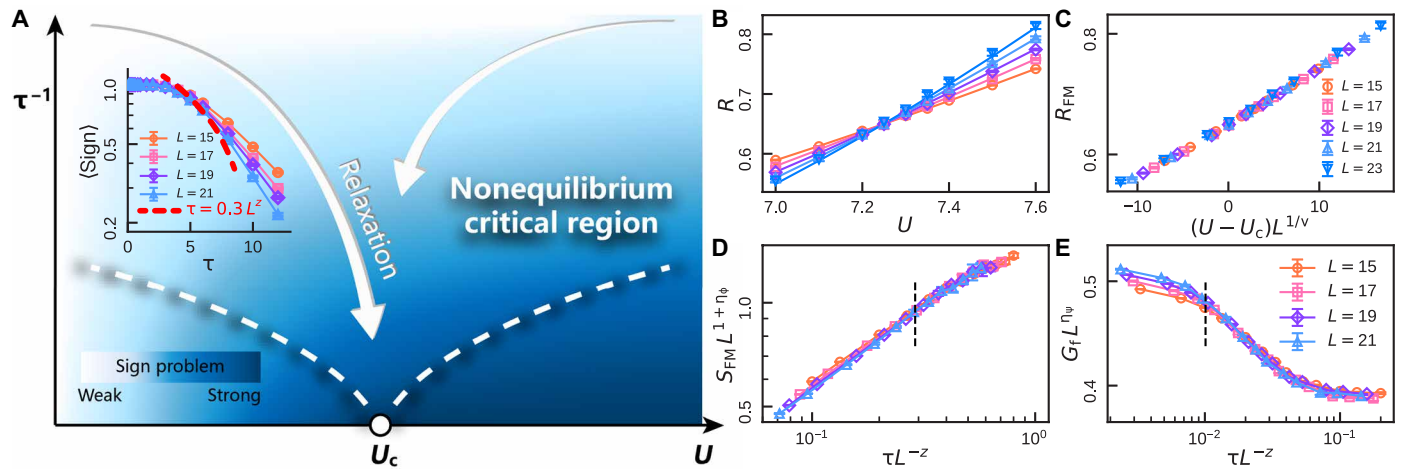 A
τ⁻¹
⟨Sign⟩
1.0
0.5
0.2
L = 15
L = 17
L = 19
L = 21
τ = 0.3 Lᶻ
0
5
10
τ
Relaxation
Nonequilibrium
critical region
Sign problem
Weak
Strong
U_c
U
B
R
0.8
0.7
0.6
7.0
7.2
7.4
7.6
U
C
R_FM
0.8
0.6
L = 15
L = 17
L = 19
L = 21
L = 23
−10
0
10
(U − U_c)L^{1/ν}
D
S_FM L^{1+η_ϕ}
1.0
0.5
10⁻¹
10⁰
τL⁻ᶻ
E
G_f L^{η_ψ}
0.5
0.4
L = 15
L = 17
L = 19
L = 21
10⁻²
10⁻¹
τL⁻ᶻ